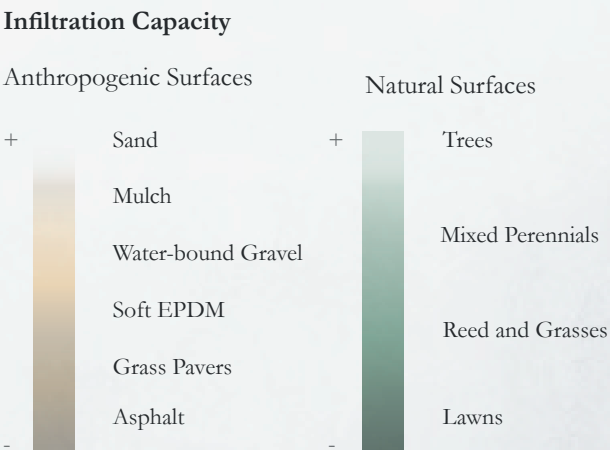 Infiltration Capacity
Anthropogenic Surfaces
+
Sand
Mulch
Water-bound Gravel
Soft EPDM
Grass Pavers
Asphalt
-
Natural Surfaces
+
Trees
Mixed Perennials
Reed and Grasses
Lawns
-